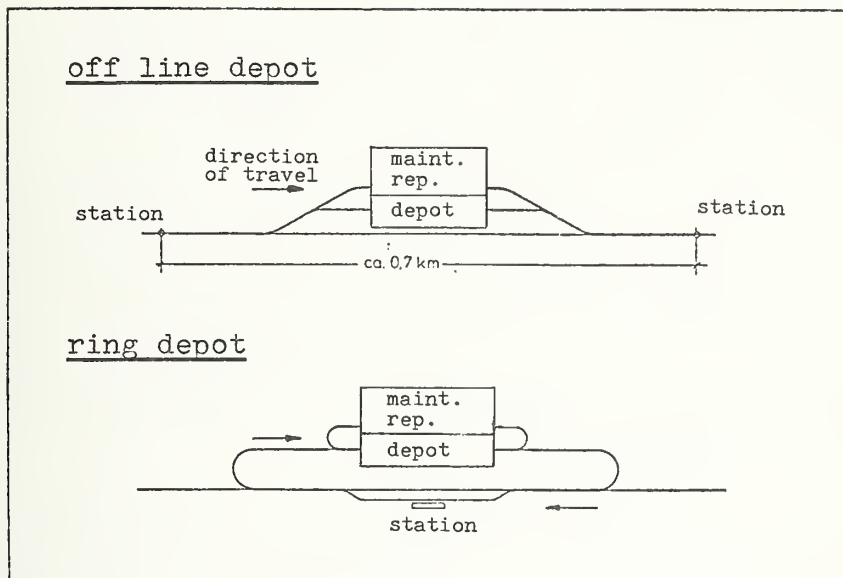 off line depot
direction
of travel
maint.
rep.
depot
station
station
ca. 0,7 km
ring depot
maint.
rep.
depot
station